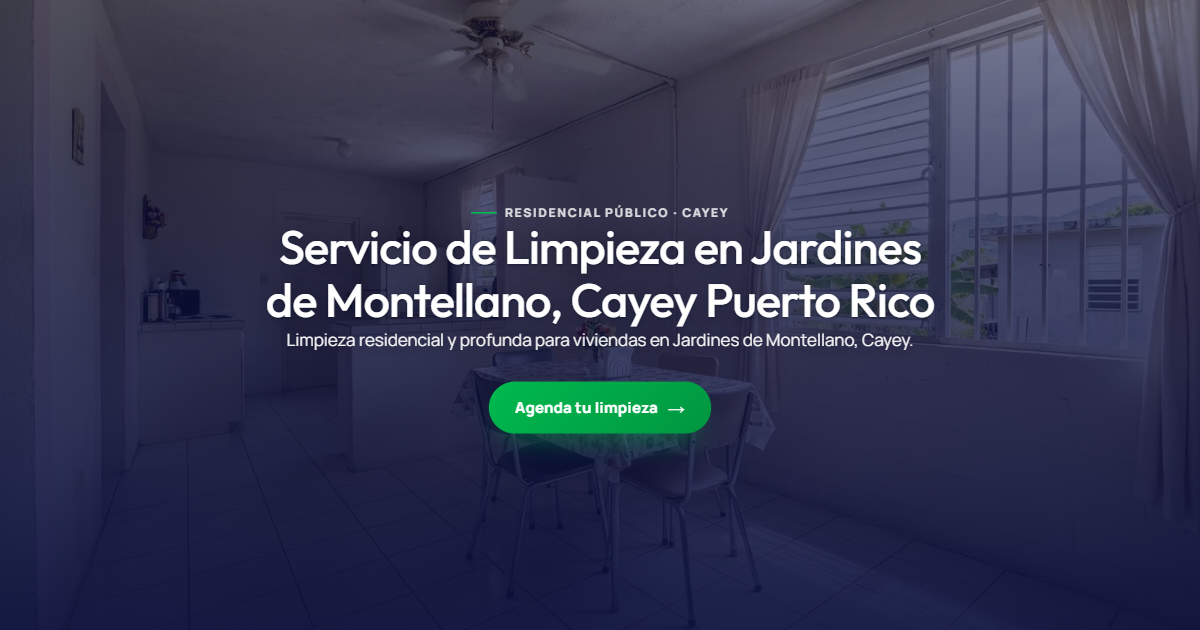 RESIDENCIAL PÚBLICO · CAYEY
Servicio de Limpieza en Jardines
de Montellano, Cayey Puerto Rico
Limpieza residencial y profunda para viviendas en Jardines de Montellano, Cayey.
Agenda tu limpieza →